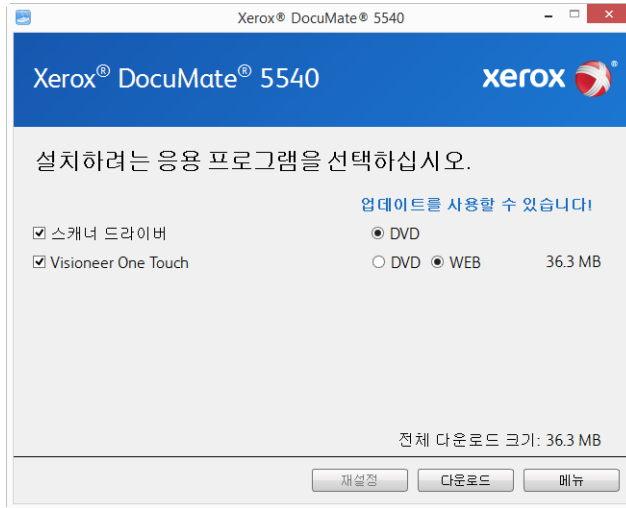 Xerox® DocuMate® 5540
Xerox® DocuMate® 5540
xerox®
설치하려는 응용 프로그램을 선택하십시오.
업데이트를 사용할 수 있습니다!
스캐너 드라이버 DVD
Visioneer One Touch DVD WEB 36.3 MB
전체 다운로드 크기: 36.3 MB
재설정 다운로드 메뉴